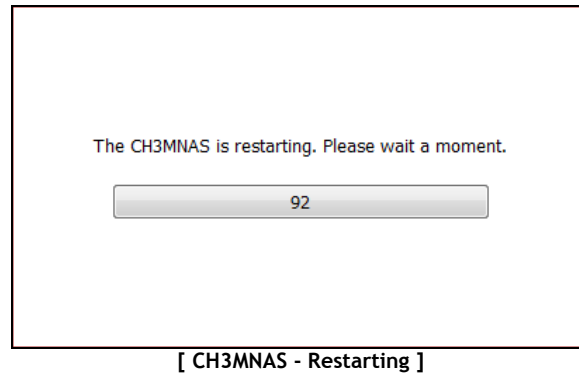 The CH3MNAS is restarting. Please wait a moment.
92
[ CH3MNAS - Restarting ]